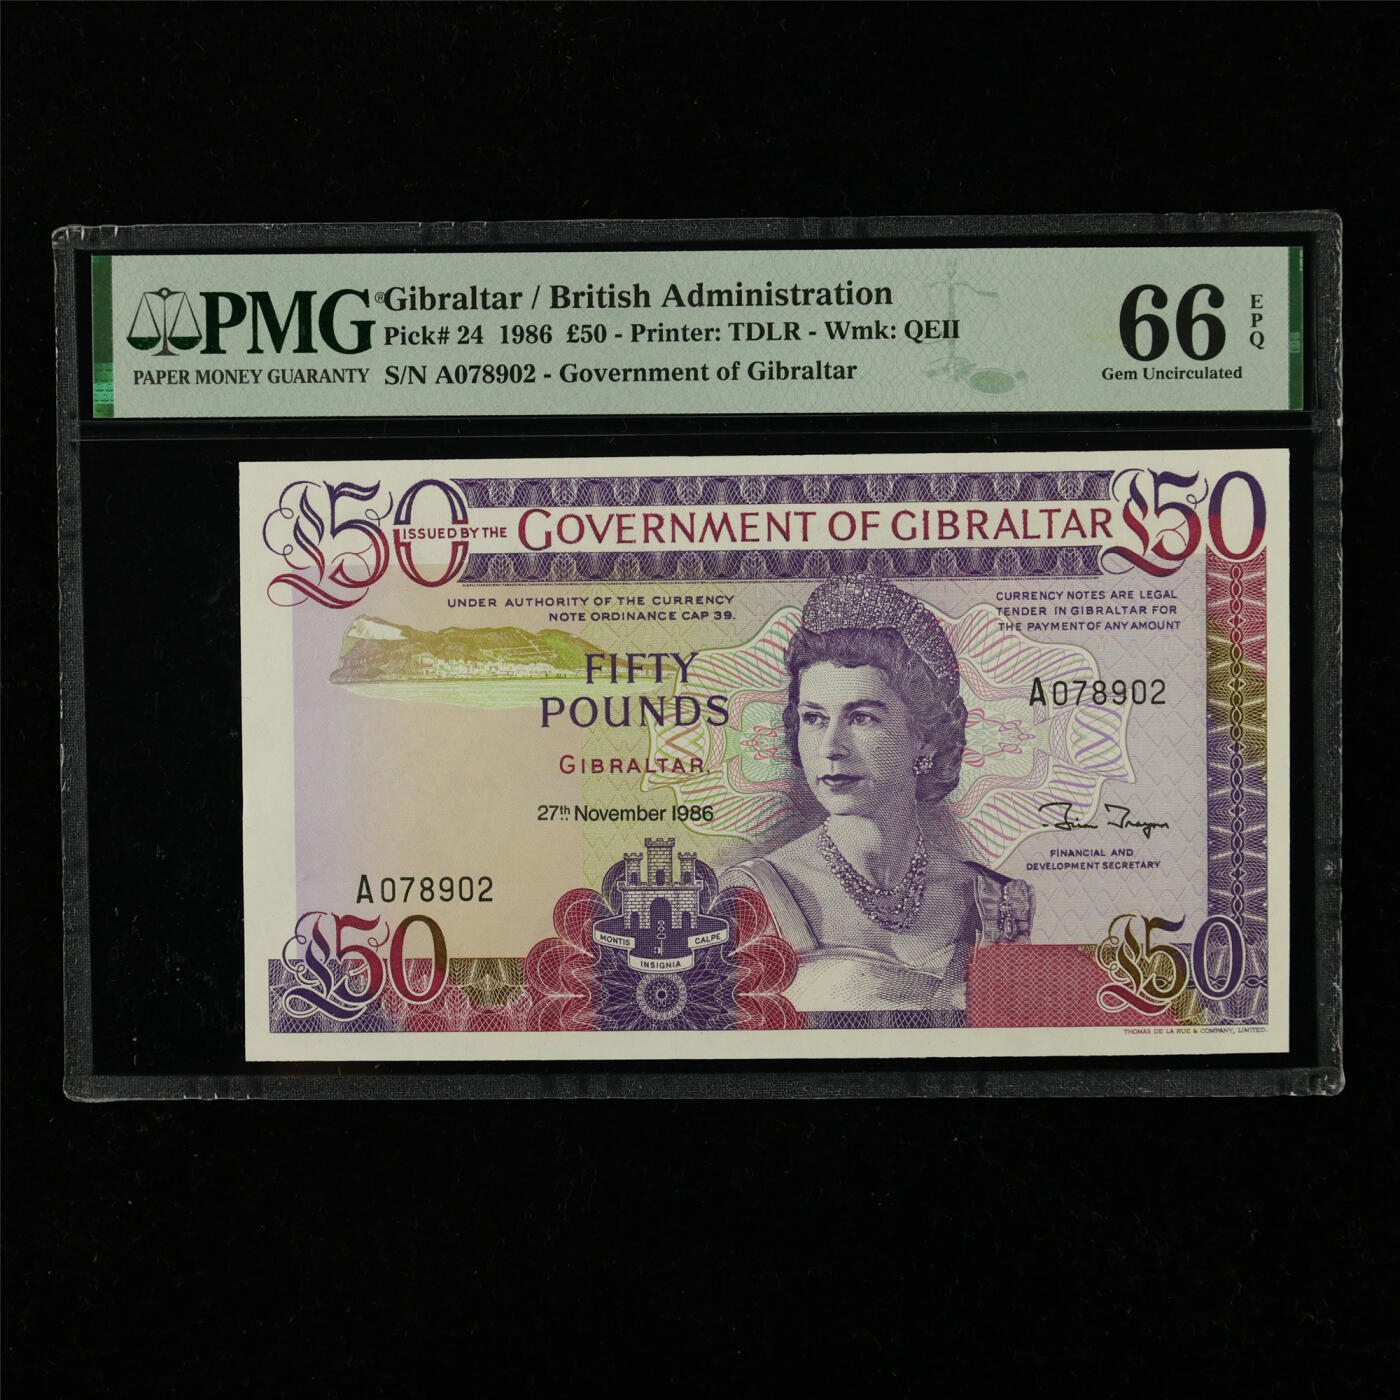 PMG®
PAPER MONEY GUARANTY
Gibraltar / British Administration
Pick# 24 1986 £50 - Printer: TDLR - Wmk: QEII
S/N A078902 - Government of Gibraltar
66
EPQ
Gem Uncirculated
£50 ISSUED BY THE GOVERNMENT OF GIBRALTAR £50
UNDER AUTHORITY OF THE CURRENCY
NOTE ORDINANCE CAP 39.
CURRENCY NOTES ARE LEGAL
TENDER IN GIBRALTAR FOR
THE PAYMENT OF ANY AMOUNT
FIFTY
POUNDS
A078902
GIBRALTAR,
27th November 1986
FINANCIAL AND
DEVELOPMENT SECRETARY
A078902
MONTIS CALPE
INSIGNIA
£50 £50
THOMAS DE LA RUE & COMPANY, LIMITED.